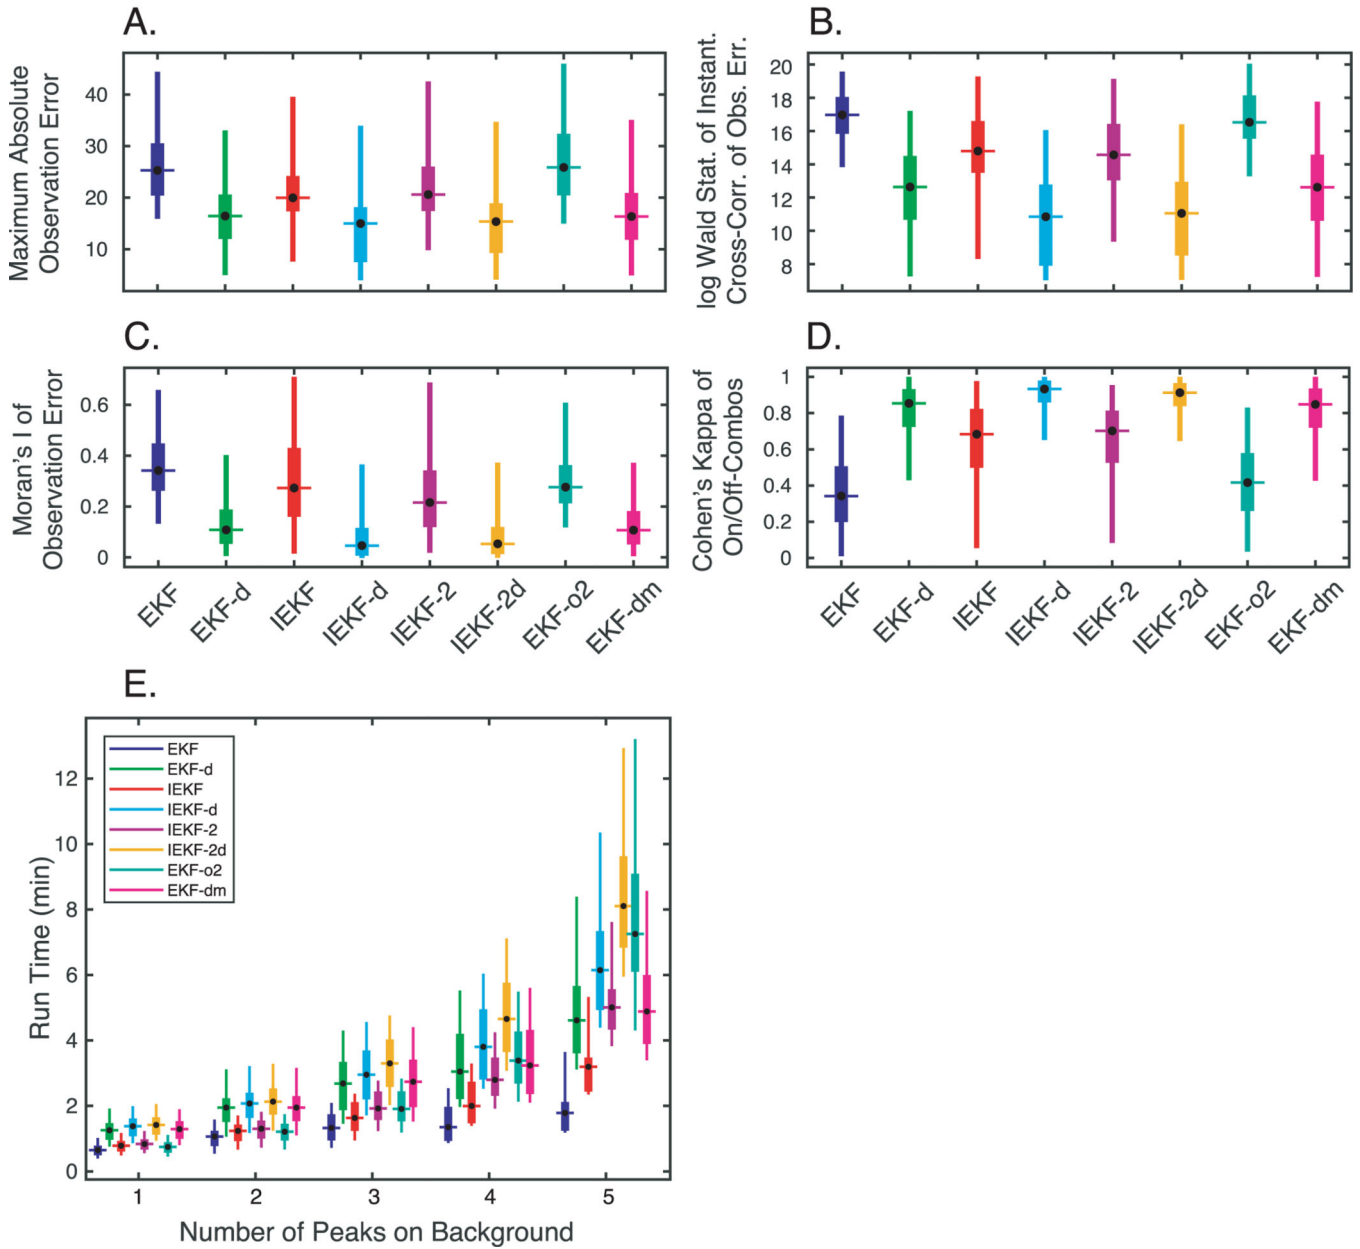 A.
Maximum Absolute
Observation Error
40
30
20
10
B.
log Wald Stat. of Instant.
Cross-Corr. of Obs. Err.
20
18
16
14
12
10
8
C.
Moran's I of
Observation Error
0.6
0.4
0.2
0
EKF
EKF-d
IEKF
IEKF-d
IEKF-2
IEKF-2d
EKF-o2
EKF-dm
D.
Cohen's Kappa of
On/Off-Combos
1
0.8
0.6
0.4
0.2
0
EKF
EKF-d
IEKF
IEKF-d
IEKF-2
IEKF-2d
EKF-o2
EKF-dm
E.
Run Time (min)
12
10
8
6
4
2
0
EKF
EKF-d
IEKF
IEKF-d
IEKF-2
IEKF-2d
EKF-o2
EKF-dm
1 2 3 4 5
Number of Peaks on Background